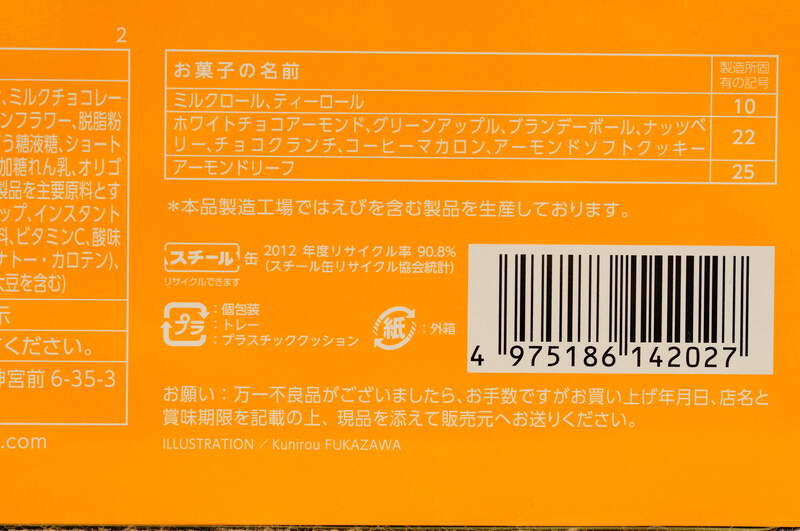 2
、ミルクチョコレー
ンフラワー、脱脂粉
う糖液糖、ショート
加糖れん乳、オリゴ
製品を主要原料とす
ップ、インスタント
料、ビタミンC、酸味
ナトー・カロテン)、
大豆を含む)
示
ください。
神宮前 6-35-3
.com
お菓子の名前 製造所固有の記号
ミルクロール、ティーロール 10
ホワイトチョコアーモンド、グリーンアップル、ブランデーボール、ナッツベ
リー、チョコクランチ、コーヒーマカロン、アーモンドソフトクッキー 22
アーモンドリーフ 25
＊本品製造工場ではえびを含む製品を生産しております。
スチール 缶 2012 年度リサイクル率 90.8%
(スチール缶リサイクル協会統計)
リサイクルできます
プラ ：個包装
：トレー
：プラスチッククッション
紙 ：外箱
4 975186 142027
お願い：万一不良品がございましたら、お手数ですがお買い上げ年月日、店名と
賞味期限を記載の上、現品を添えて販売元へお送りください。
ILLUSTRATION / Kunirou FUKAZAWA